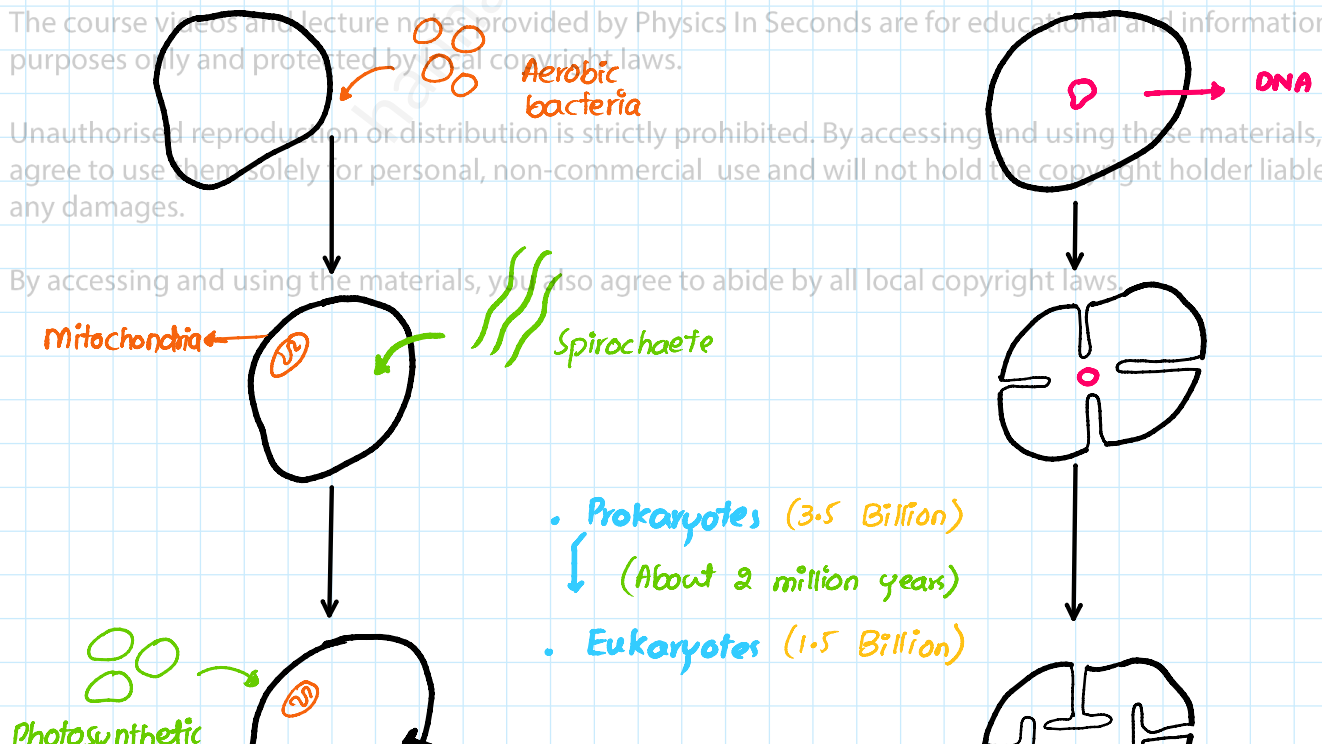 The course videos and lecture notes provided by Physics In Seconds are for educational and information
purposes only and protected by local copyright laws.
Aerobic
bacteria
DNA
Unauthorised reproduction or distribution is strictly prohibited. By accessing and using these materials,
agree to use them solely for personal, non-commercial use and will not hold the copyright holder liable
any damages.
By accessing and using the materials, you also agree to abide by all local copyright laws.
Mitochondria
Spirochaete
. Prokaryotes (3.5 Billion)
(About 2 million years)
. Eukaryotes (1.5 Billion)
Photosynthetic